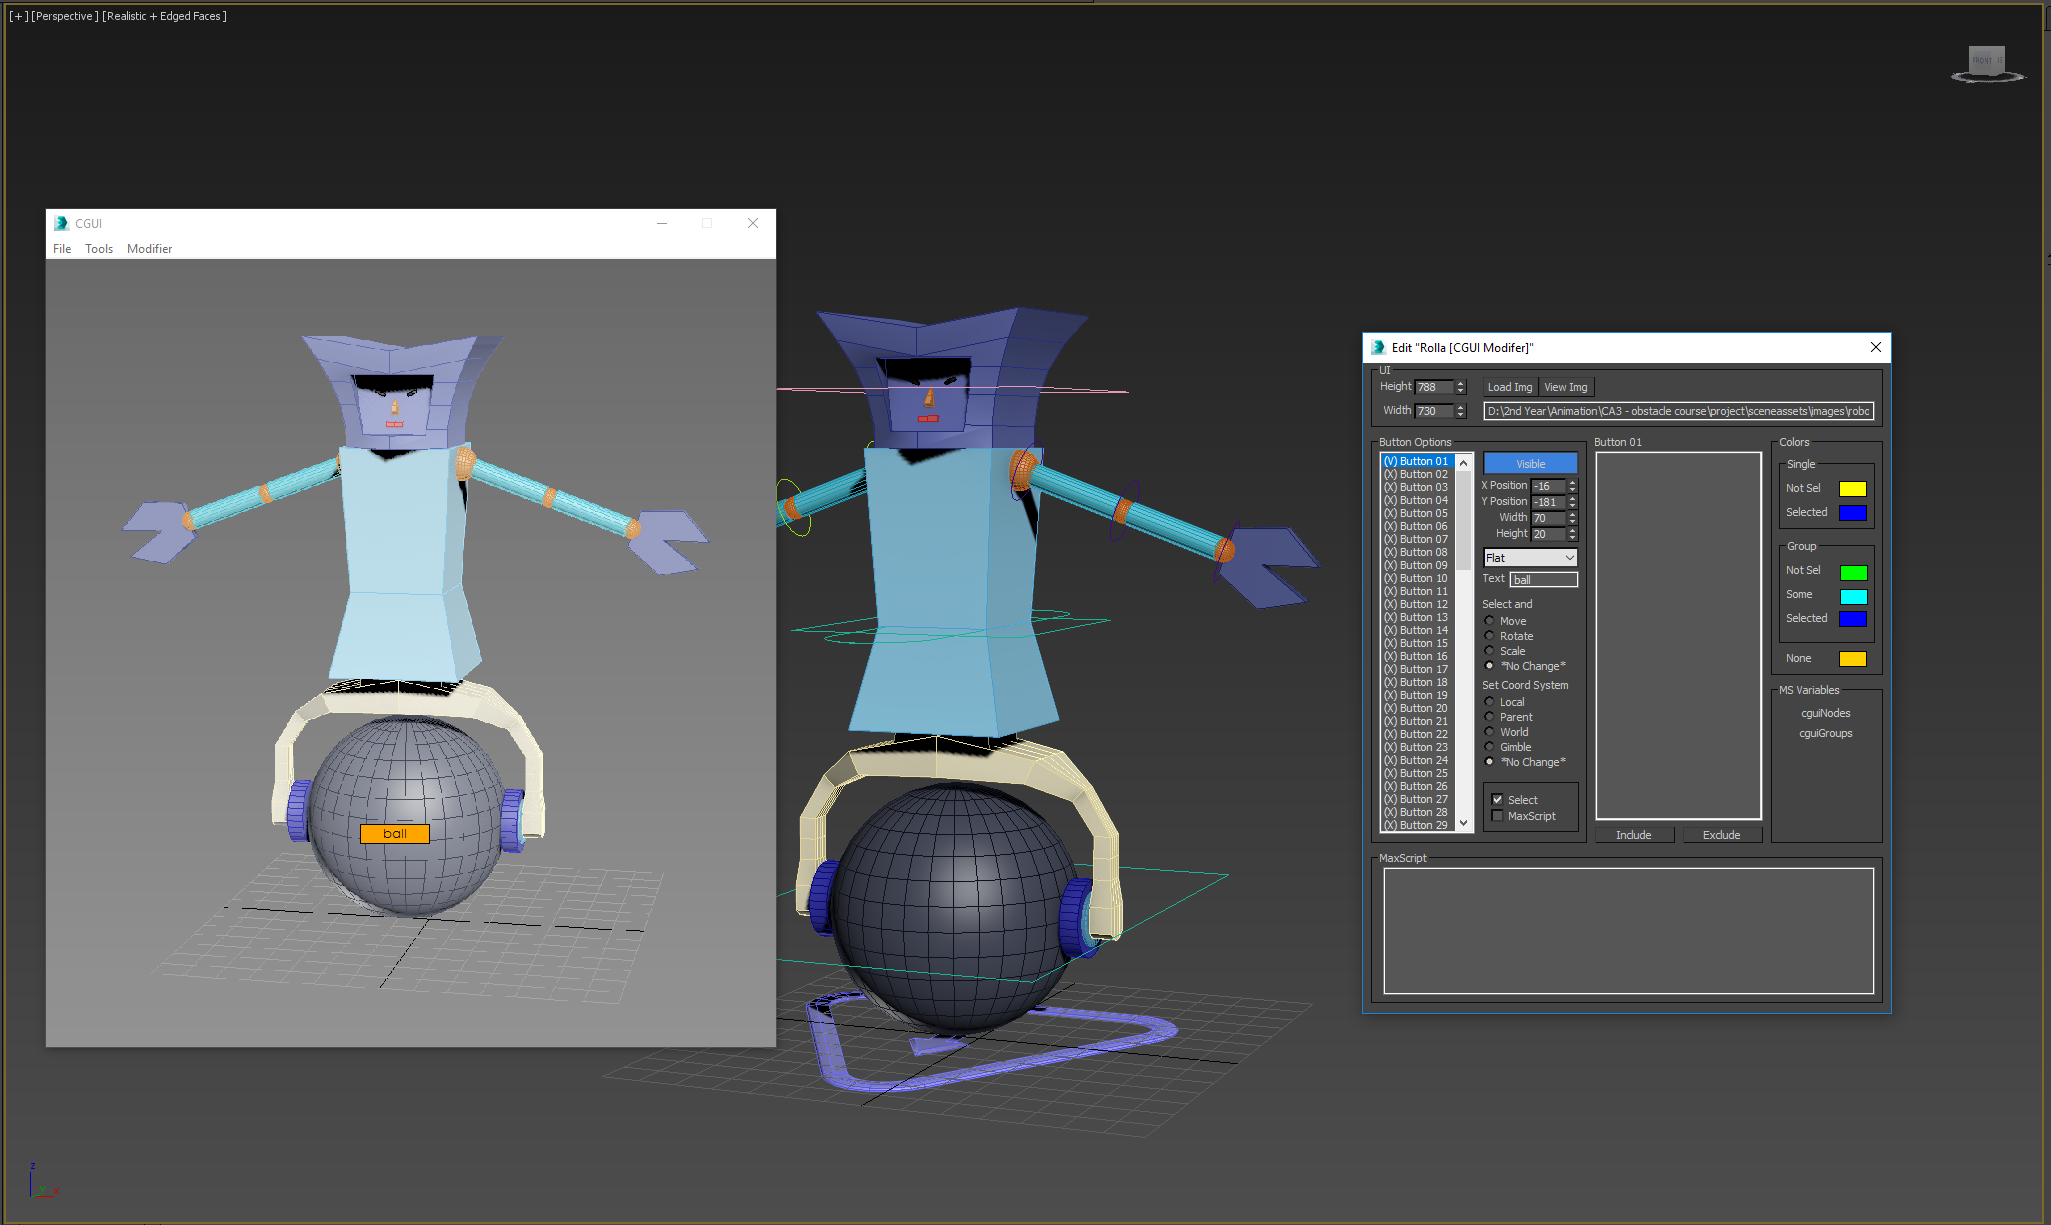 [+] [Perspective ] [Realistic + Edged Faces ]
FRONT
CGUI
File Tools Modifier
ball
Edit "Rolla [CGUI Modifer]"
UI
Height 788 Load Img View Img
Width 730 D:\2nd Year\Animation\CA3 - obstacle course\project\sceneassets\images\robc
Button Options
(V) Button 01
(X) Button 02
(X) Button 03
(X) Button 04
(X) Button 05
(X) Button 06
(X) Button 07
(X) Button 08
(X) Button 09
(X) Button 10
(X) Button 11
(X) Button 12
(X) Button 13
(X) Button 14
(X) Button 15
(X) Button 16
(X) Button 17
(X) Button 18
(X) Button 19
(X) Button 20
(X) Button 21
(X) Button 22
(X) Button 23
(X) Button 24
(X) Button 25
(X) Button 26
(X) Button 27
(X) Button 28
(X) Button 29
Visible
X Position -16
Y Position -181
Width 70
Height 20
Flat
Text ball
Select and
Move
Rotate
Scale
*No Change*
Set Coord System
Local
Parent
World
Gimble
*No Change*
Select
MaxScript
Button 01
Include Exclude
Colors
Single
Not Sel
Selected
Group
Not Sel
Some
Selected
None
MS Variables
cguiNodes
cguiGroups
MaxScript
z